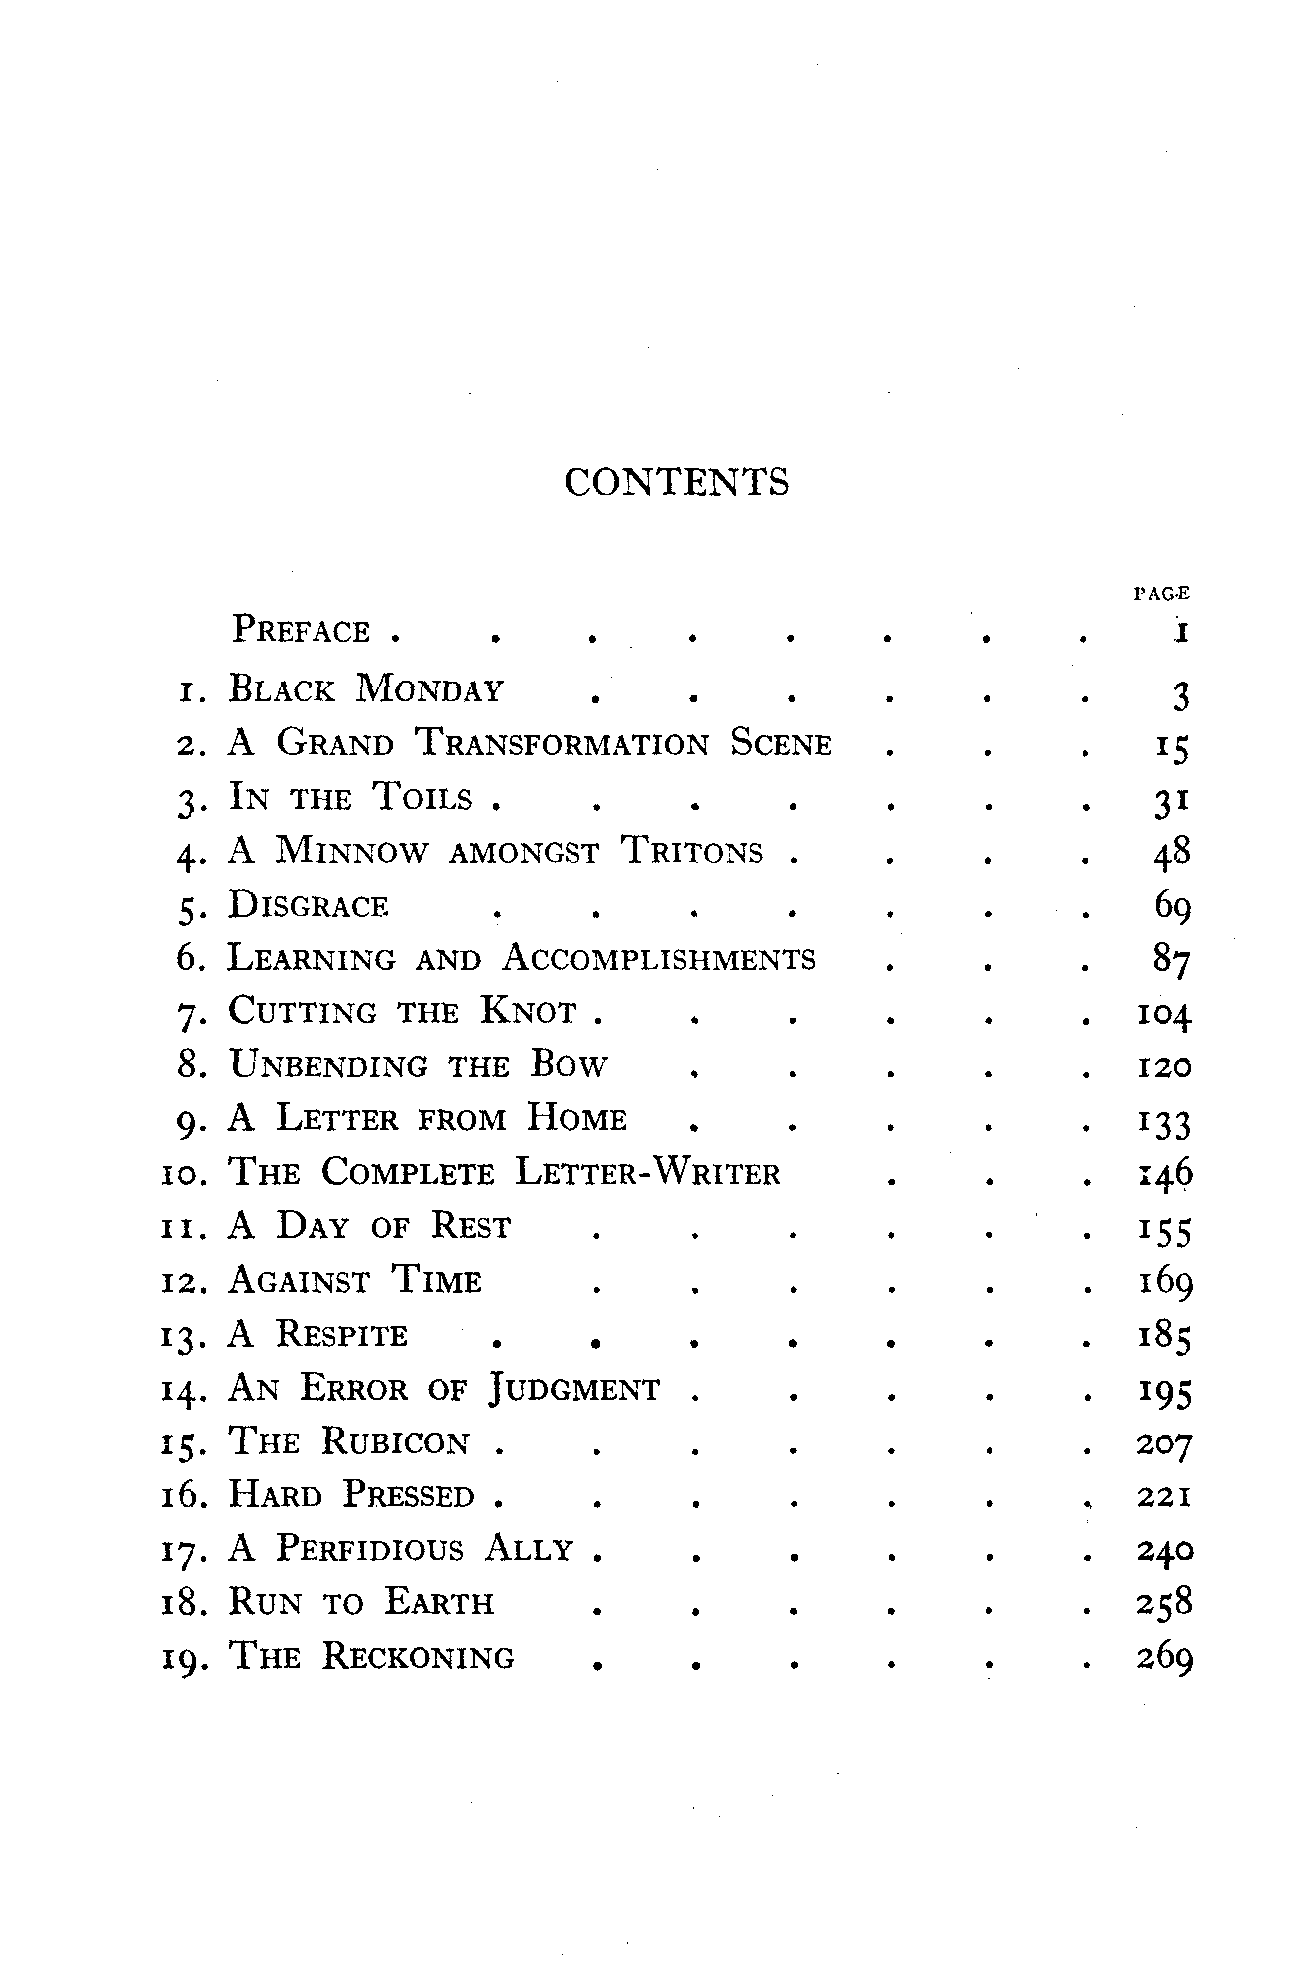 CONTENTS
PAGE
PREFACE . . . . . . . . 1
1. BLACK MONDAY . . . . . . 3
2. A GRAND TRANSFORMATION SCENE . . . 15
3. IN THE TOILS . . . . . . . 31
4. A MINNOW AMONGST TRITONS . . . . 48
5. DISGRACE . . . . . . . 69
6. LEARNING AND ACCOMPLISHMENTS . . . 87
7. CUTTING THE KNOT . . . . . . 104
8. UNBENDING THE BOW . . . . . 120
9. A LETTER FROM HOME . . . . . 133
10. THE COMPLETE LETTER-WRITER . . . 146
11. A DAY OF REST . . . . . . 155
12. AGAINST TIME . . . . . . 169
13. A RESPITE . . . . . . . 185
14. AN ERROR OF JUDGMENT . . . . . 195
15. THE RUBICON . . . . . . . 207
16. HARD PRESSED . . . . . . . 221
17. A PERFIDIOUS ALLY . . . . . . 240
18. RUN TO EARTH . . . . . . 258
19. THE RECKONING . . . . . . 269